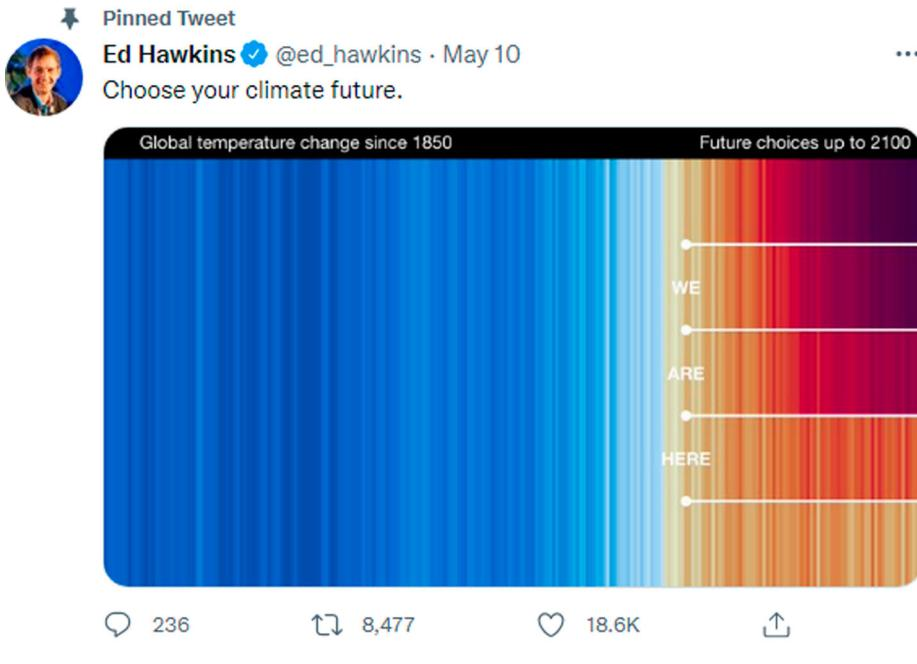 Pinned Tweet
Ed Hawkins @ed_hawkins · May 10
Choose your climate future.
Global temperature change since 1850 Future choices up to 2100
WE
ARE
HERE
236 8,477 18.6K